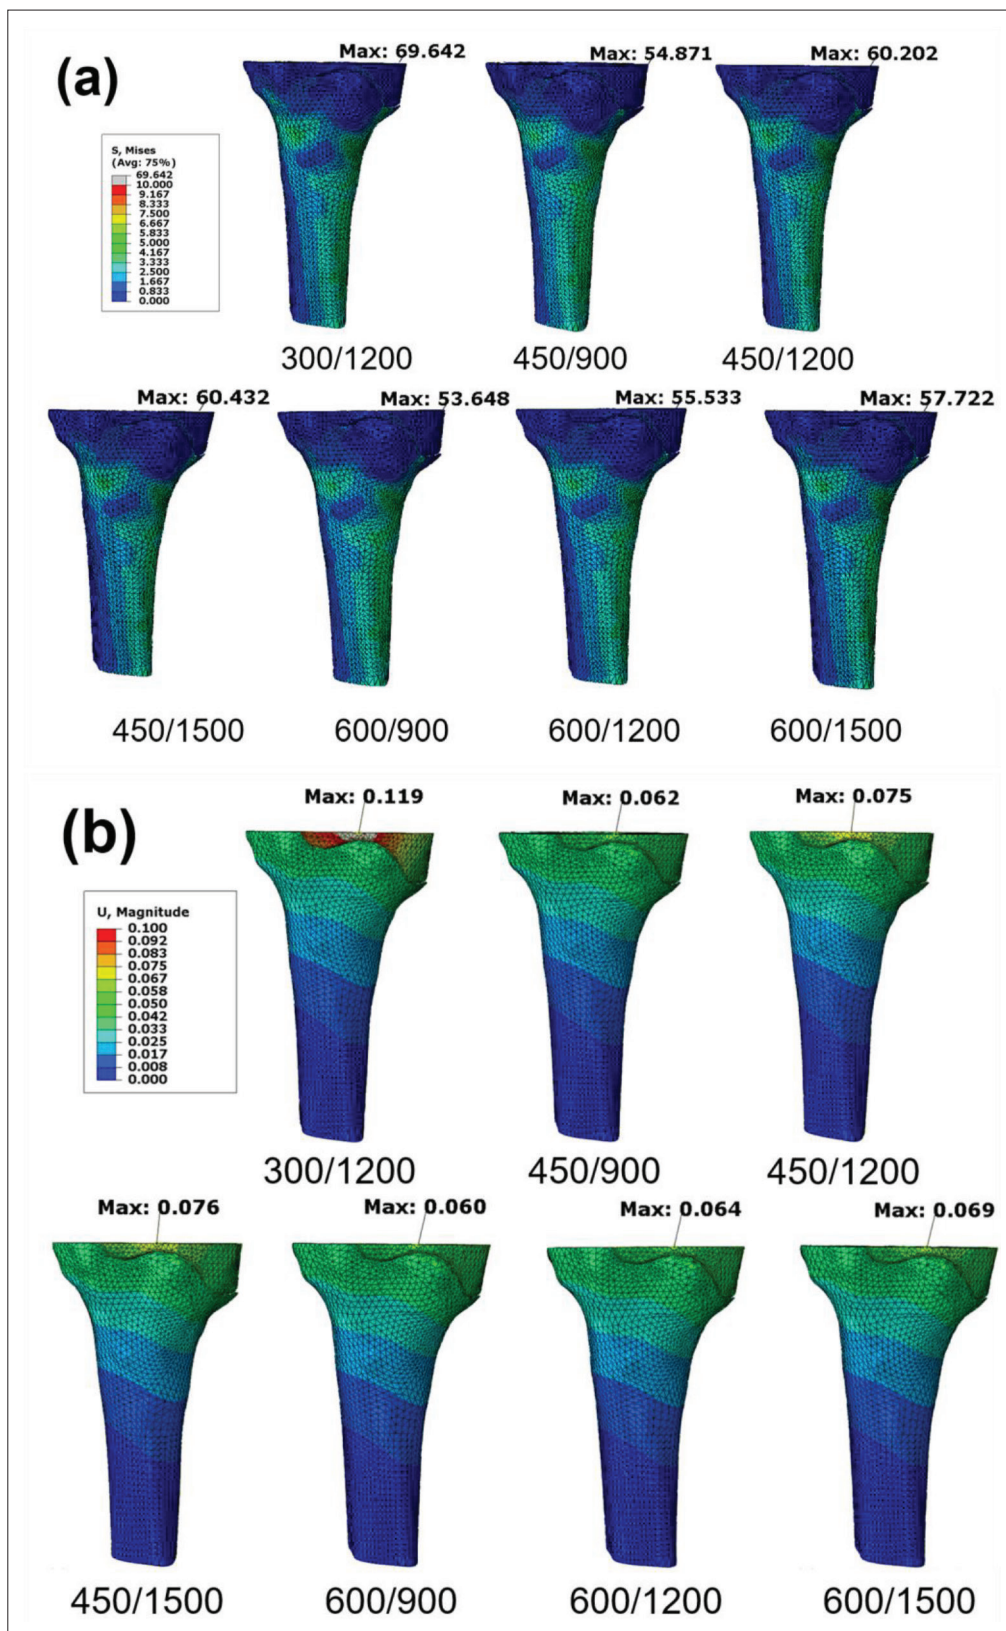 (a)
Max: 69.642
Max: 54.871
Max: 60.202
S, Mises
(Avg: 75%)
69.642
10.000
9.167
8.333
7.500
6.667
5.833
5.000
4.167
3.333
2.500
1.667
0.833
0.000
300/1200
450/900
450/1200
Max: 60.432
Max: 53.648
Max: 55.533
Max: 57.722
450/1500
600/900
600/1200
600/1500
(b)
Max: 0.119
Max: 0.062
Max: 0.075
U, Magnitude
0.100
0.092
0.083
0.075
0.067
0.058
0.050
0.042
0.033
0.025
0.017
0.008
0.000
300/1200
450/900
450/1200
Max: 0.076
Max: 0.060
Max: 0.064
Max: 0.069
450/1500
600/900
600/1200
600/1500